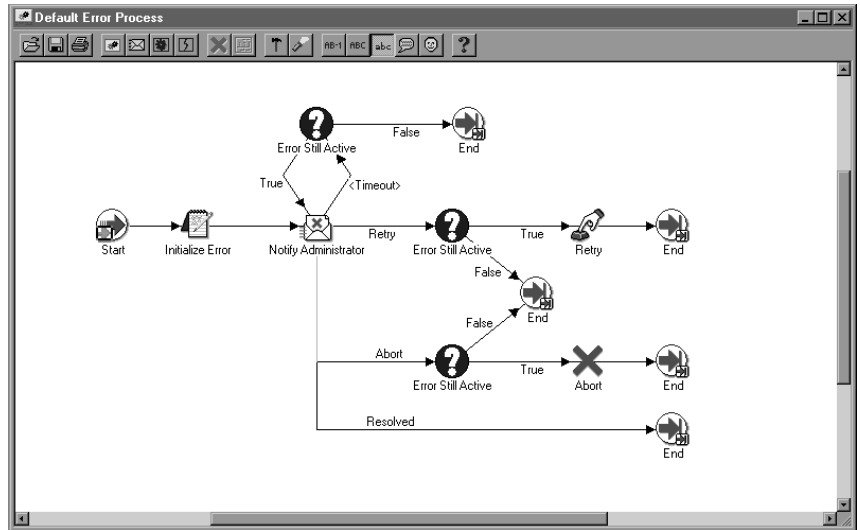 Default Error Process
AB-1 ABC abc ?
Error Still Active
False
End
True
<Timeout>
Start
Initialize Error
Notify Administrator
Retry
Error Still Active
True
Retry
End
False
End
False
Abort
Error Still Active
True
Abort
End
Resolved
End